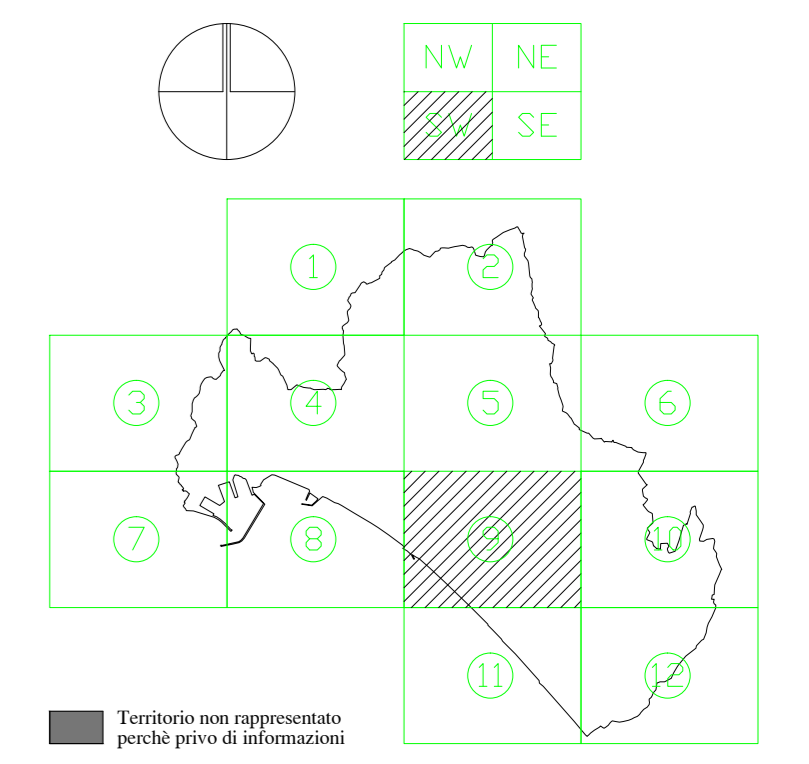 NW NE
SW SE
1 2
3 4 5 6
7 8 9 10
11 12
Territorio non rappresentato
perchè privo di informazioni